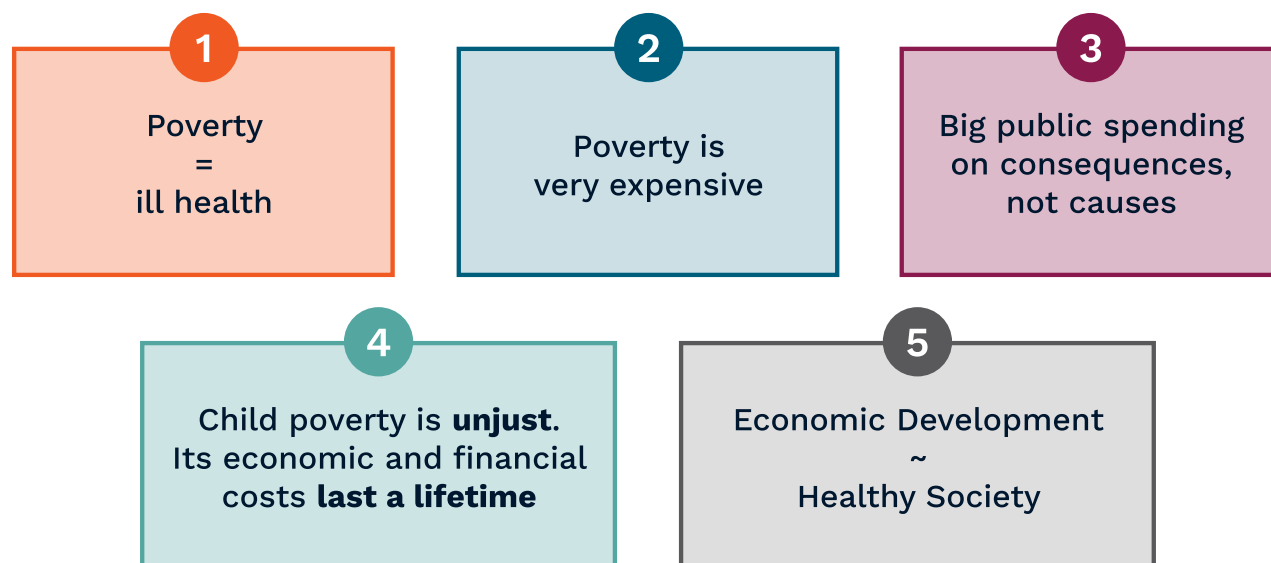 1
Poverty
=
ill health
2
Poverty is
very expensive
3
Big public spending
on consequences,
not causes
4
Child poverty is unjust.
Its economic and financial
costs last a lifetime
5
Economic Development
~
Healthy Society